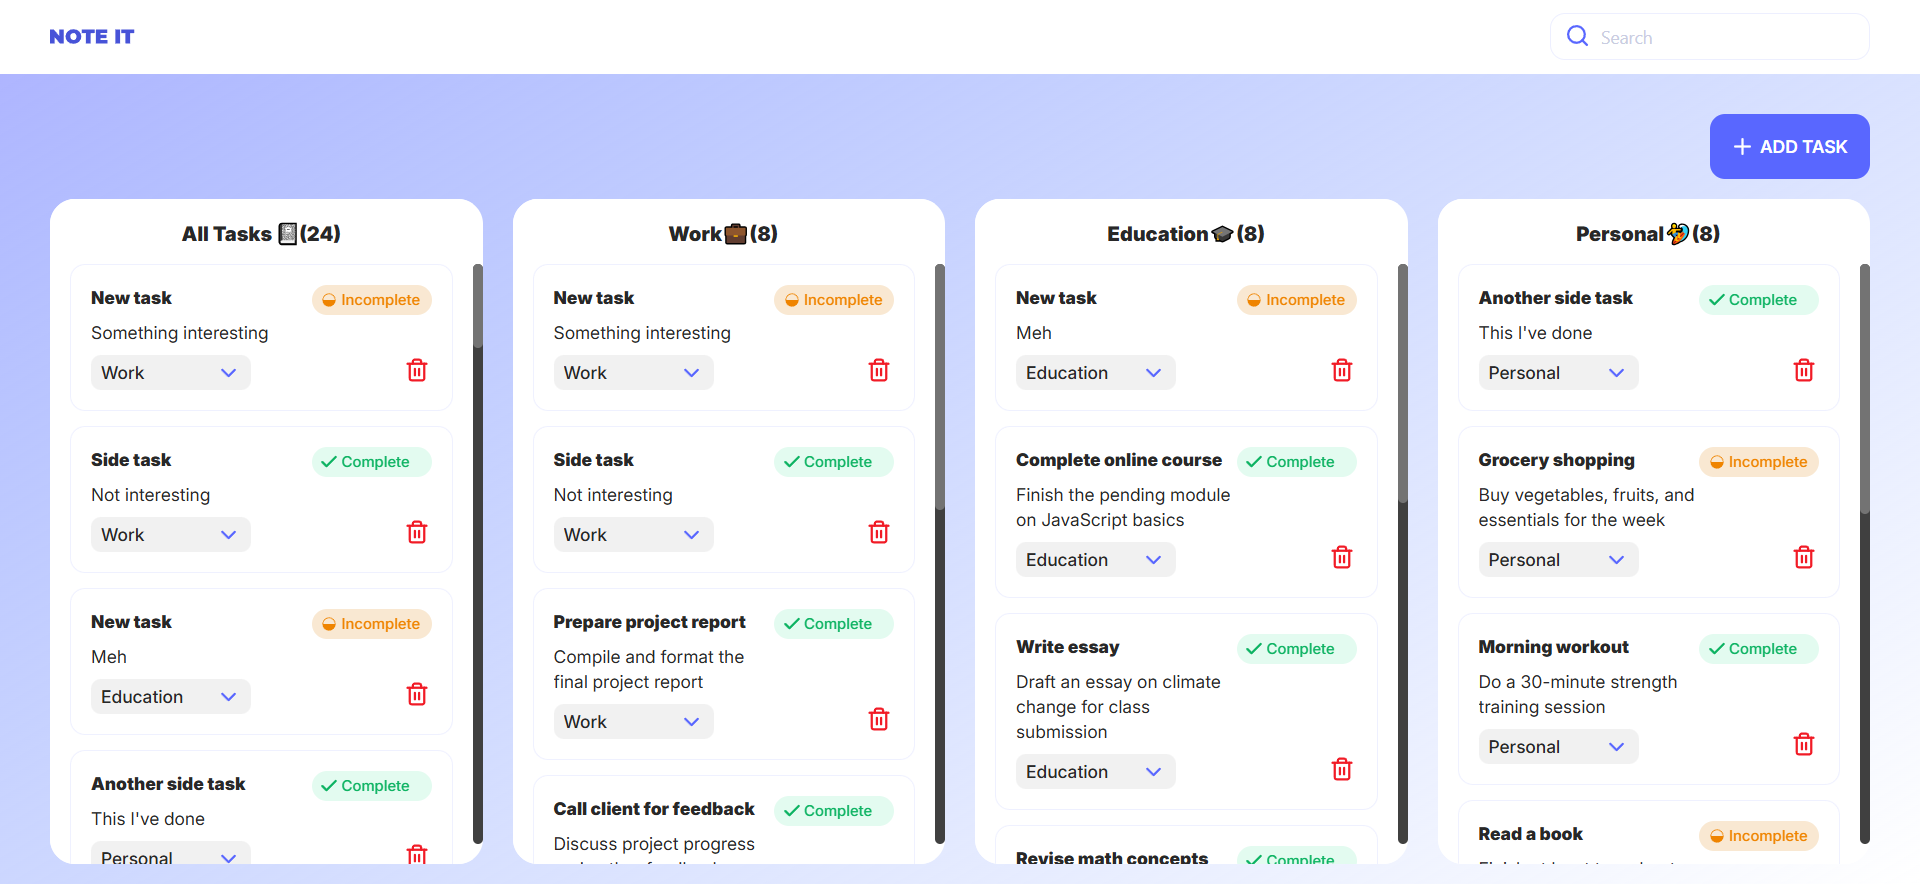 NOTE IT
Search
ADD TASK
All Tasks 📓(24)
New task
Incomplete
Something interesting
Work
Side task
Complete
Not interesting
Work
New task
Incomplete
Meh
Education
Another side task
Complete
This I've done
Personal
Work💼(8)
New task
Incomplete
Something interesting
Work
Side task
Complete
Not interesting
Work
Prepare project report
Complete
Compile and format the
final project report
Work
Call client for feedback
Complete
Discuss project progress
Education🎓(8)
New task
Incomplete
Meh
Education
Complete online course
Complete
Finish the pending module
on JavaScript basics
Education
Write essay
Complete
Draft an essay on climate
change for class
submission
Education
Revise math concepts
Complete
Personal🏄(8)
Another side task
Complete
This I've done
Personal
Grocery shopping
Incomplete
Buy vegetables, fruits, and
essentials for the week
Personal
Morning workout
Complete
Do a 30-minute strength
training session
Personal
Read a book
Incomplete